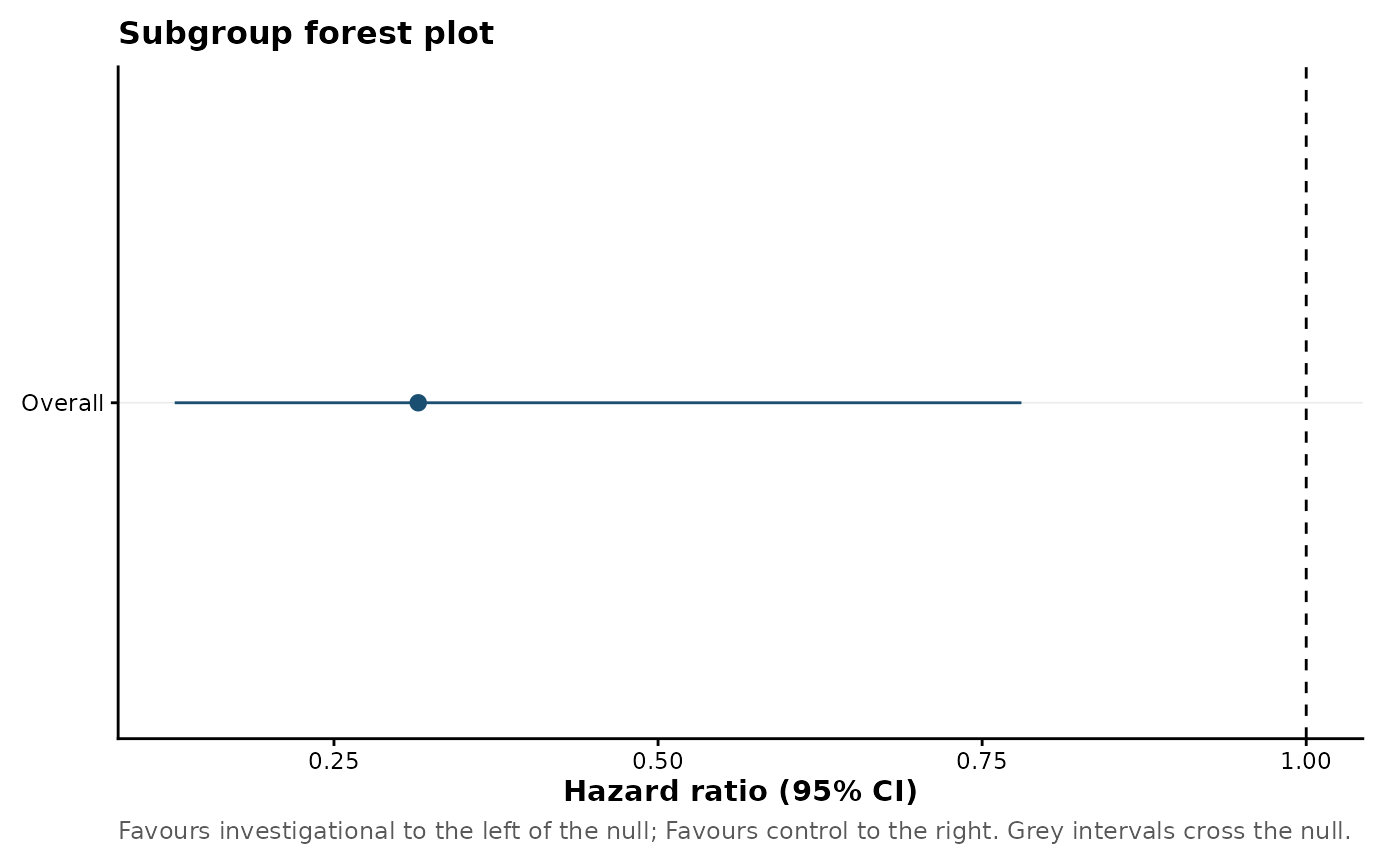 Subgroup forest plot
Overall
0.25 0.50 0.75 1.00
Hazard ratio (95% CI)
Favours investigational to the left of the null; Favours control to the right. Grey intervals cross the null.